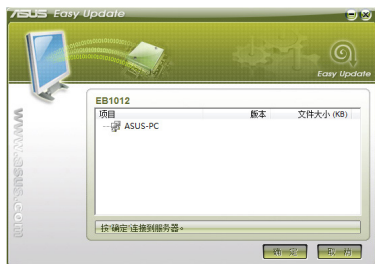 ASUS Easy Update
Easy Update
EB1012
项目 版本 文件大小 (KB)
ASUS-PC
www.asus.com
按"确定"连接到服务器。
确 定 取 消